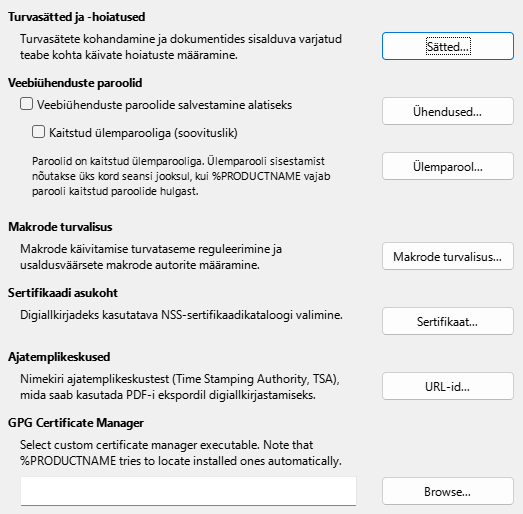 Turvasätted ja -hoiatused
Turvasätete kohandamine ja dokumentides sisalduva varjatud
teabe kohta käivate hoiatuste määramine.
Sätted...
Veebiühenduste paroolid
Veebiühenduste paroolide salvestamine alatiseks
Ühendused...
Kaitstud ülemparooliga (soovituslik)
Paroolid on kaitstud ülemparooliga. Ülemparooli sisestamist
nõutakse üks kord seansi jooksul, kui %PRODUCTNAME vajab
parooli kaitstud paroolide hulgast.
Ülemparool...
Makrode turvalisus
Makrode käivitamise turvataseme reguleerimine ja
usaldusväärsete makrode autorite määramine.
Makrode turvalisus...
Sertifikaadi asukoht
Digiallkirjadeks kasutatava NSS-sertifikaadikataloogi valimine.
Sertifikaat...
Ajatemplikeskused
Nimekiri ajatemplikeskustest (Time Stamping Authority, TSA),
mida saab kasutada PDF-i ekspordil digiallkirjastamiseks.
URL-id...
GPG Certificate Manager
Select custom certificate manager executable. Note that
%PRODUCTNAME tries to locate installed ones automatically.
Browse...